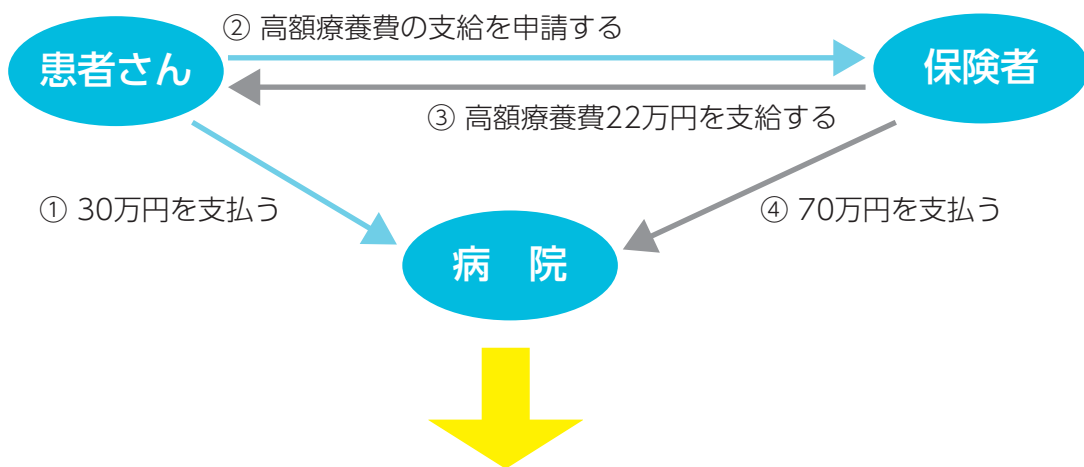 ② 高額療養費の支給を申請する
患者さん
保険者
③ 高額療養費22万円を支給する
① 30万円を支払う
④ 70万円を支払う
病　院